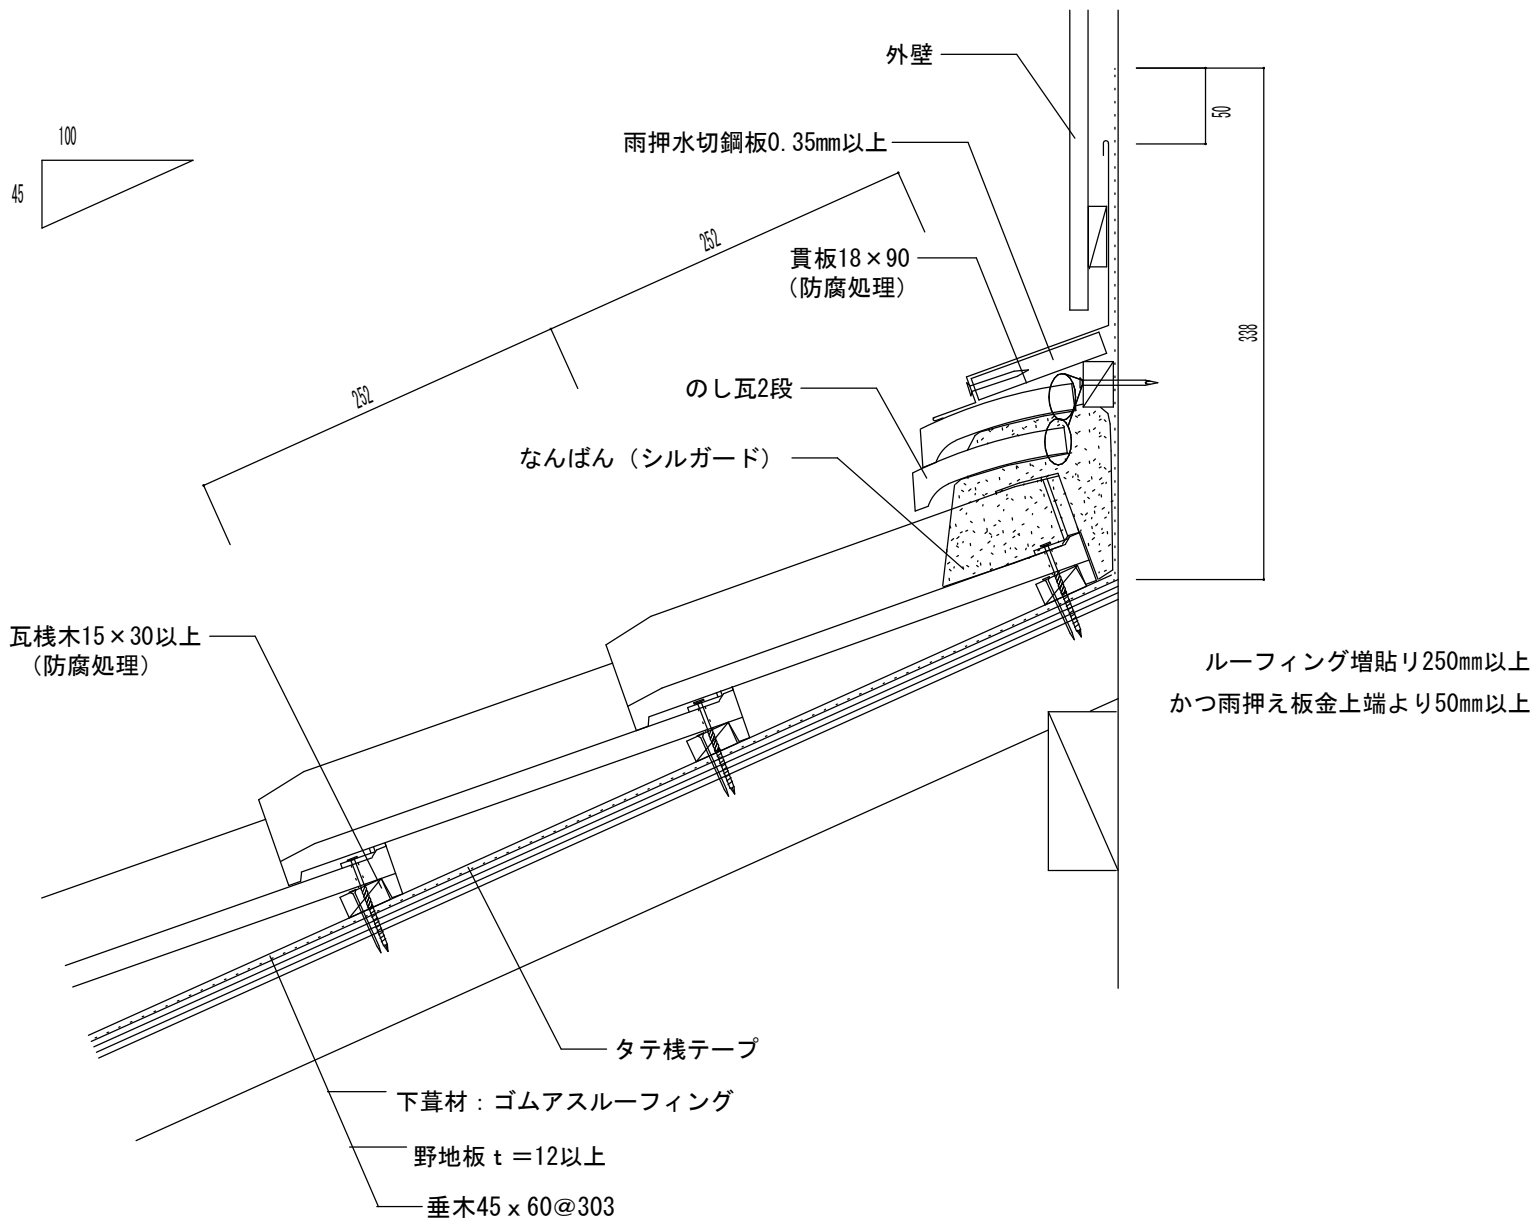 外壁
50
100
雨押水切鋼板0.35mm以上
45
252
貫板18×90
（防腐処理）
338
252
のし瓦2段
なんばん（シルガード）
瓦桟木15×30以上
（防腐処理）
ルーフィング増貼リ250mm以上
かつ雨押え板金上端より50mm以上
タテ桟テープ
下葺材：ゴムアスルーフィング
野地板ｔ＝12以上
垂木45ｘ60@303